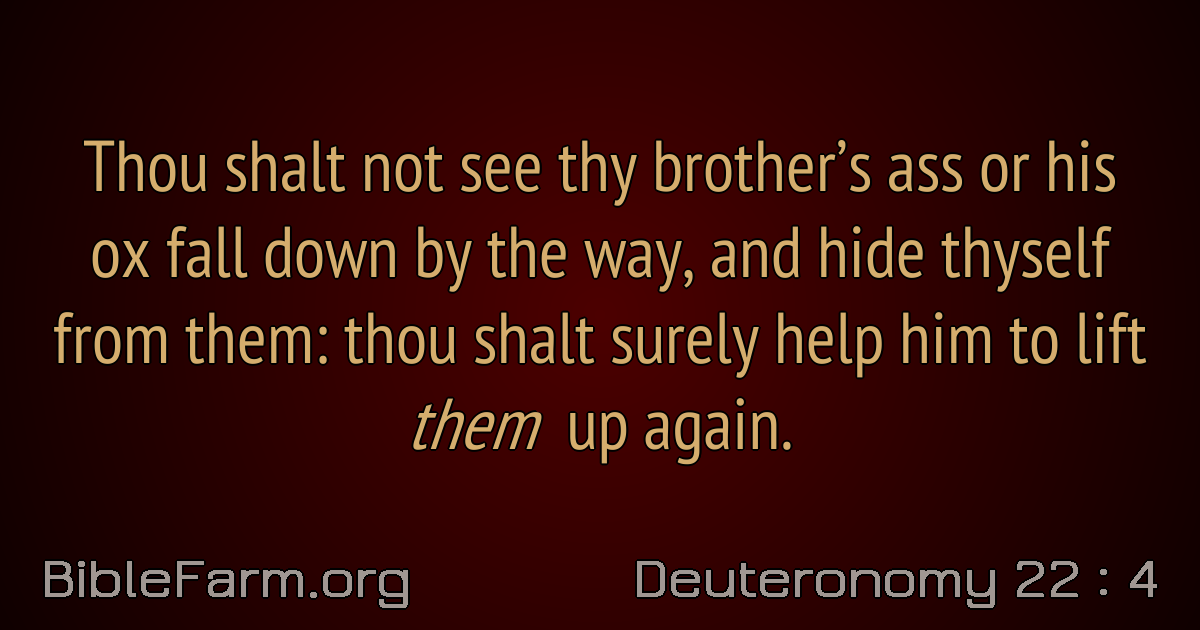 Thou shalt not see thy brother’s ass or his
ox fall down by the way, and hide thyself
from them: thou shalt surely help him to lift
them up again.
BibleFarm.org
Deuteronomy 22 : 4